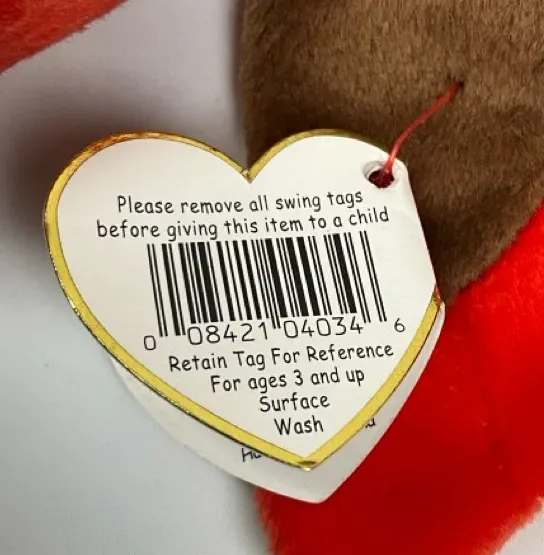 Please remove all swing tags
before giving this item to a child
0 08421 04034 6
Retain Tag For Reference
For ages 3 and up
Surface
Wash